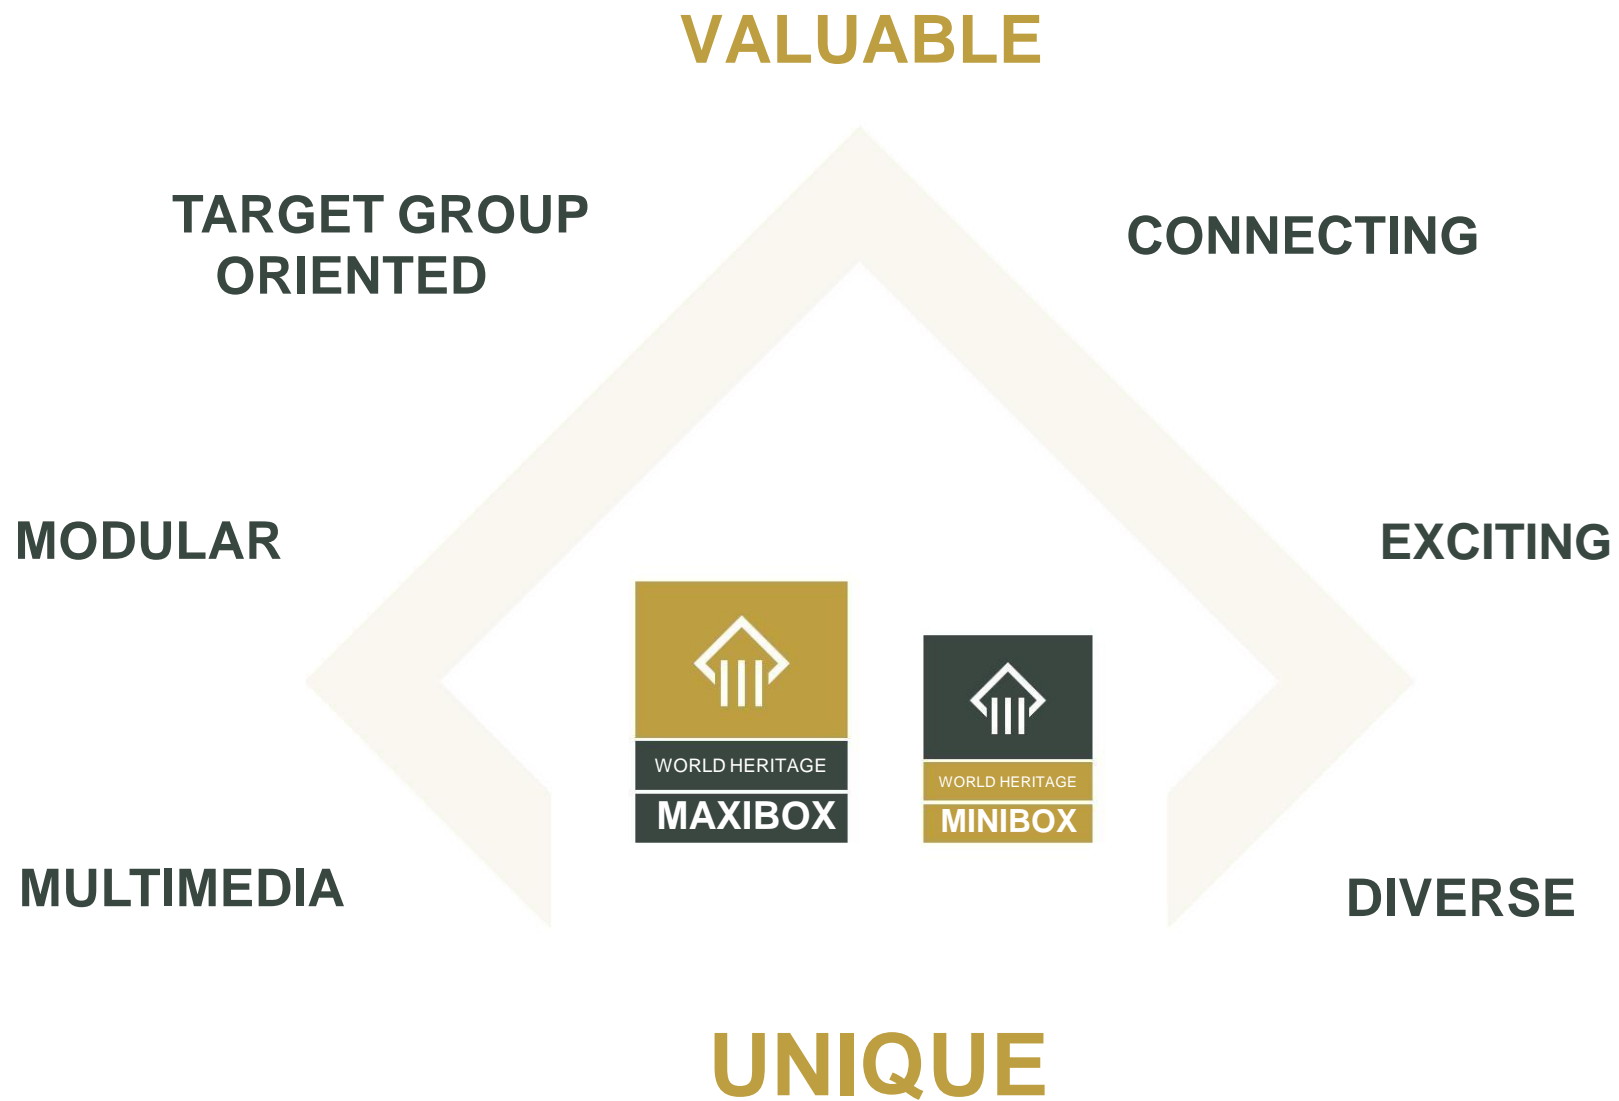 VALUABLE
TARGET GROUP
ORIENTED
CONNECTING
MODULAR
EXCITING
WORLD HERITAGE
MAXIBOX
WORLD HERITAGE
MINIBOX
MULTIMEDIA
DIVERSE
UNIQUE